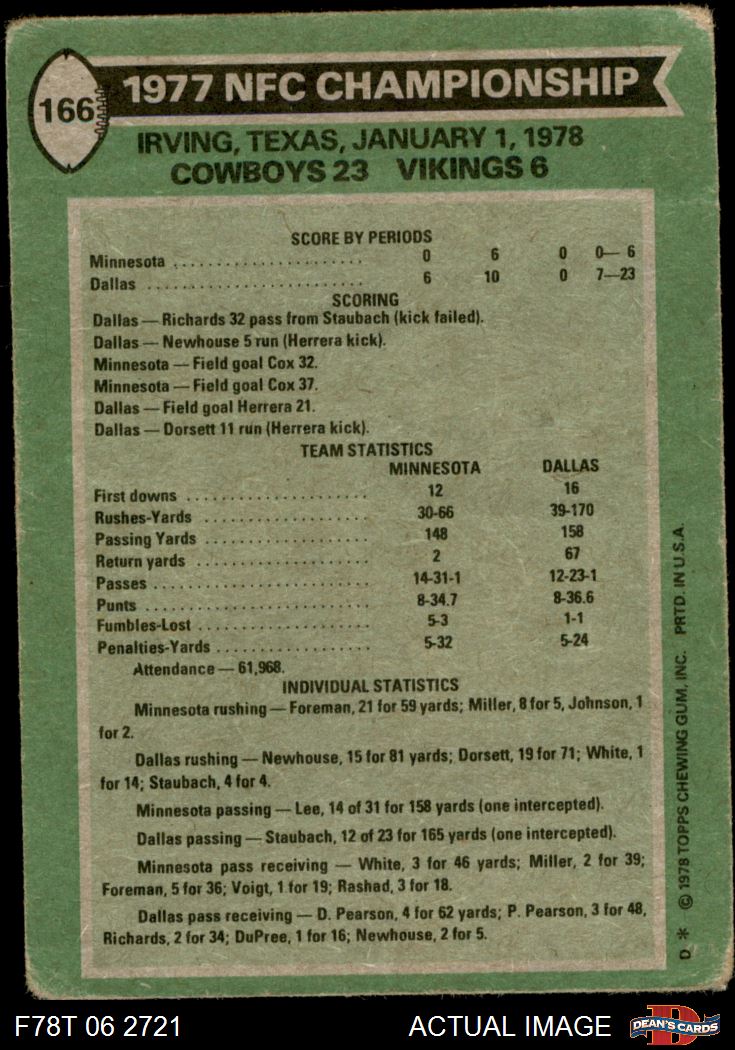 166
1977 NFC CHAMPIONSHIP
IRVING, TEXAS, JANUARY 1, 1978
COWBOYS 23 VIKINGS 6
SCORE BY PERIODS
Minnesota ..................... 0 6 0 0— 6
Dallas ........................ 6 10 0 7—23
SCORING
Dallas — Richards 32 pass from Staubach (kick failed).
Dallas — Newhouse 5 run (Herrera kick).
Minnesota — Field goal Cox 32.
Minnesota — Field goal Cox 37.
Dallas — Field goal Herrera 21.
Dallas — Dorsett 11 run (Herrera kick).
TEAM STATISTICS
MINNESOTA DALLAS
First downs .................... 12 16
Rushes-Yards .................. 30-66 39-170
Passing Yards .................. 148 158
Return yards ................... 2 67
Passes ........................ 14-31-1 12-23-1
Punts ......................... 8-34.7 8-36.6
Fumbles-Lost ................... 5-3 1-1
Penalties-Yards ................. 5-32 5-24
Attendance — 61,968.
INDIVIDUAL STATISTICS
Minnesota rushing — Foreman, 21 for 59 yards; Miller, 8 for 5, Johnson, 1
for 2.
Dallas rushing — Newhouse, 15 for 81 yards; Dorsett, 19 for 71; White, 1
for 14; Staubach, 4 for 4.
Minnesota passing — Lee, 14 of 31 for 158 yards (one intercepted).
Dallas passing — Staubach, 12 of 23 for 165 yards (one intercepted).
Minnesota pass receiving — White, 3 for 46 yards; Miller, 2 for 39;
Foreman, 5 for 36; Voigt, 1 for 19; Rashad, 3 for 18.
Dallas pass receiving — D. Pearson, 4 for 62 yards; P. Pearson, 3 for 48,
Richards, 2 for 34; DuPree, 1 for 16; Newhouse, 2 for 5.
D * © 1978 TOPPS CHEWING GUM, INC. PRTD. IN U.S.A.
F78T 06 2721 ACTUAL IMAGE
D
DEAN'S CARDS